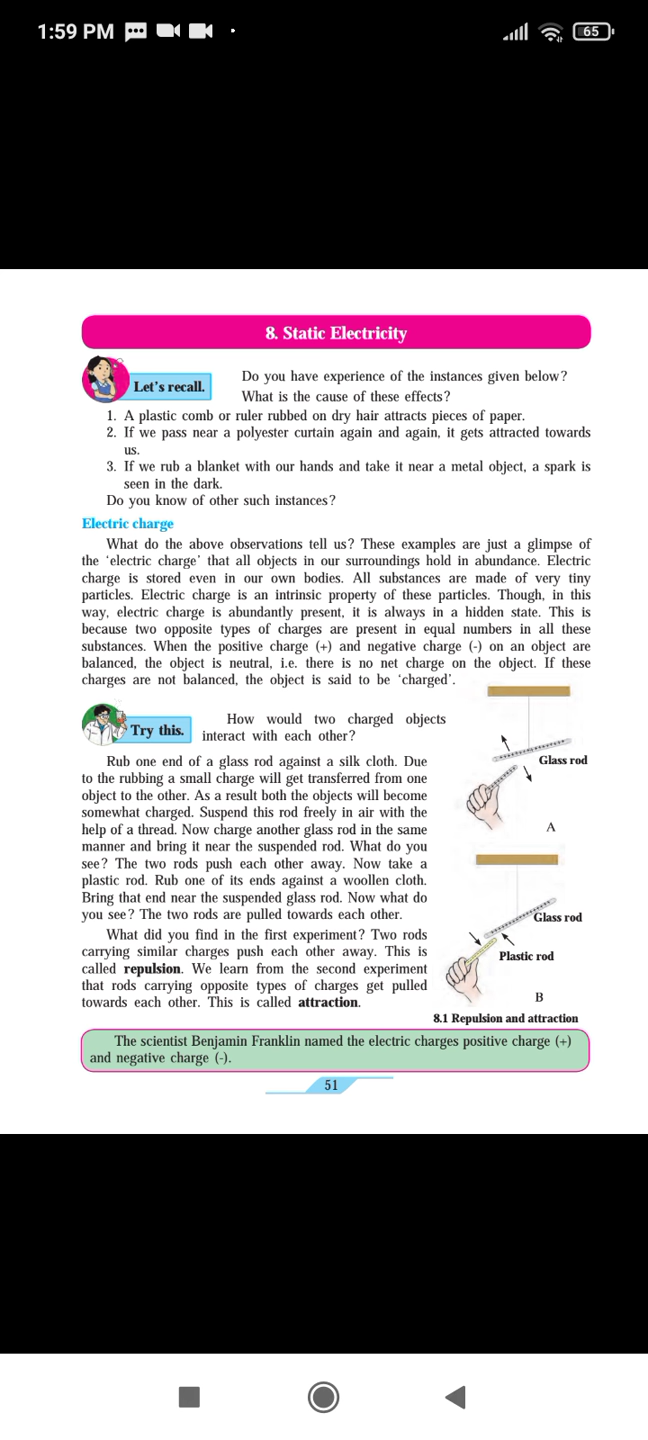 1:59 PM
65
8. Static Electricity
Let's recall.
Do you have experience of the instances given below?
What is the cause of these effects?
1. A plastic comb or ruler rubbed on dry hair attracts pieces of paper.
2. If we pass near a polyester curtain again and again, it gets attracted towards
us.
3. If we rub a blanket with our hands and take it near a metal object, a spark is
seen in the dark.
Do you know of other such instances?
Electric charge
What do the above observations tell us? These examples are just a glimpse of
the 'electric charge' that all objects in our surroundings hold in abundance. Electric
charge is stored even in our own bodies. All substances are made of very tiny
particles. Electric charge is an intrinsic property of these particles. Though, in this
way, electric charge is abundantly present, it is always in a hidden state. This is
because two opposite types of charges are present in equal numbers in all these
substances. When the positive charge (+) and negative charge (-) on an object are
balanced, the object is neutral, i.e. there is no net charge on the object. If these
charges are not balanced, the object is said to be 'charged'.
Try this.
How would two charged objects
interact with each other?
Rub one end of a glass rod against a silk cloth. Due
to the rubbing a small charge will get transferred from one
object to the other. As a result both the objects will become
somewhat charged. Suspend this rod freely in air with the
help of a thread. Now charge another glass rod in the same
manner and bring it near the suspended rod. What do you
see? The two rods push each other away. Now take a
plastic rod. Rub one of its ends against a woollen cloth.
Bring that end near the suspended glass rod. Now what do
you see? The two rods are pulled towards each other.
What did you find in the first experiment? Two rods
carrying similar charges push each other away. This is
called repulsion. We learn from the second experiment
that rods carrying opposite types of charges get pulled
towards each other. This is called attraction.
Glass rod
A
Glass rod
Plastic rod
B
8.1 Repulsion and attraction
The scientist Benjamin Franklin named the electric charges positive charge (+)
and negative charge (-).
51